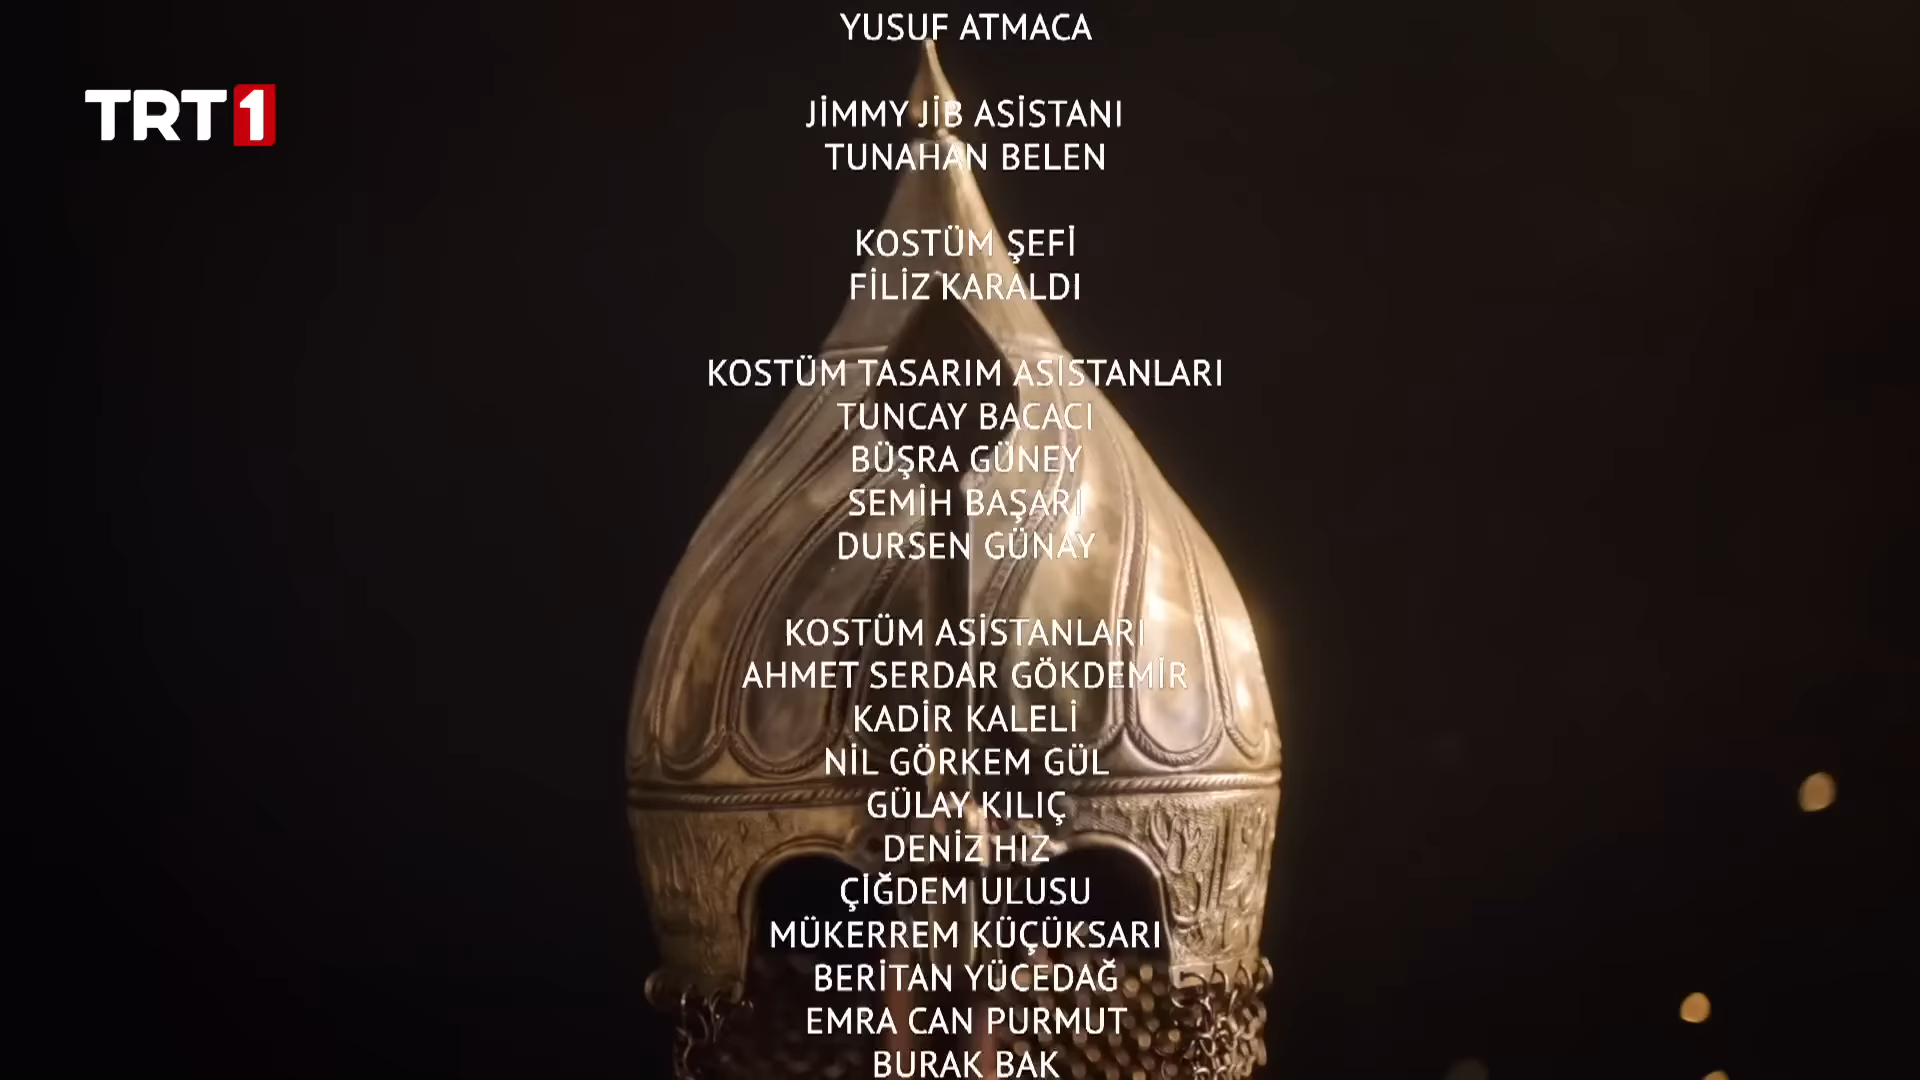 YUSUF ATMACA
TRT 1
JİMMY JİB ASİSTANI
TUNAHAN BELEN
KOSTÜM ŞEFİ
FİLİZ KARALDI
KOSTÜM TASARIM ASİSTANLARI
TUNCAY BACACI
BÜŞRA GÜNEY
SEMİH BAŞARI
DURSEN GÜNAY
KOSTÜM ASİSTANLARI
AHMET SERDAR GÖKDEMİR
KADİR KALELİ
NİL GÖRKEM GÜL
GÜLAY KILIÇ
DENİZ HIZ
ÇİĞDEM ULUSU
MÜKERREM KÜÇÜKSARI
BERİTAN YÜCEDAĞ
EMRA CAN PURMUT
BURAK BAK